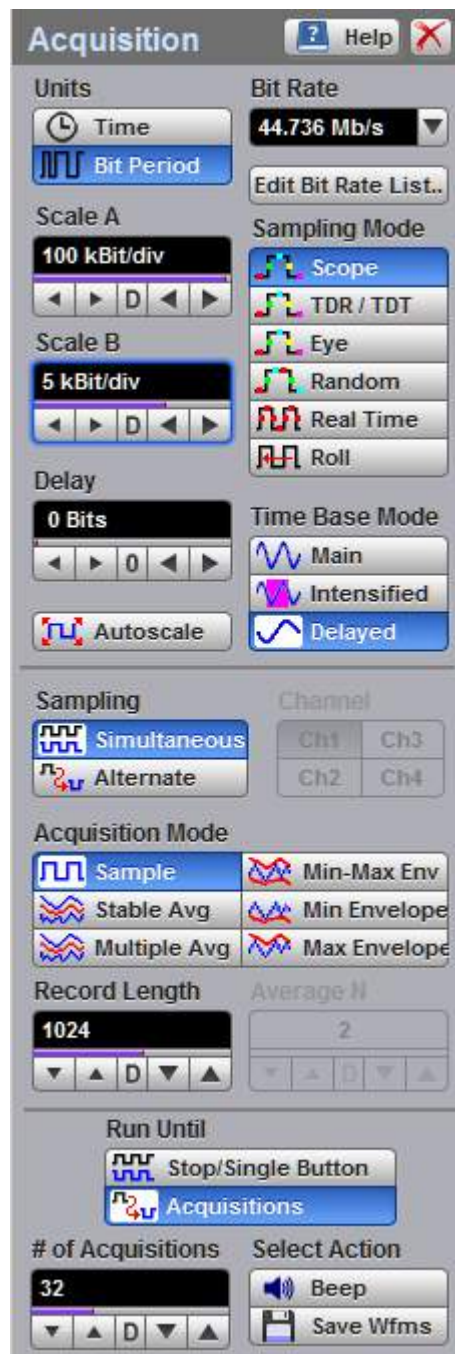 Acquisition
? Help
Units
Time
Bit Period
Bit Rate
44.736 Mb/s
Edit Bit Rate List..
Scale A
100 kBit/div
D
Scale B
5 kBit/div
D
Sampling Mode
Scope
TDR / TDT
Eye
Random
Real Time
Roll
Delay
0 Bits
0
Autoscale
Time Base Mode
Main
Intensified
Delayed
Sampling
Simultaneous
Alternate
Channel
Ch1 Ch3
Ch2 Ch4
Acquisition Mode
Sample
Stable Avg
Multiple Avg
Min-Max Env
Min Envelope
Max Envelope
Record Length
1024
D
Average N
2
D
Run Until
Stop/Single Button
Acquisitions
# of Acquisitions
32
D
Select Action
Beep
Save Wfms